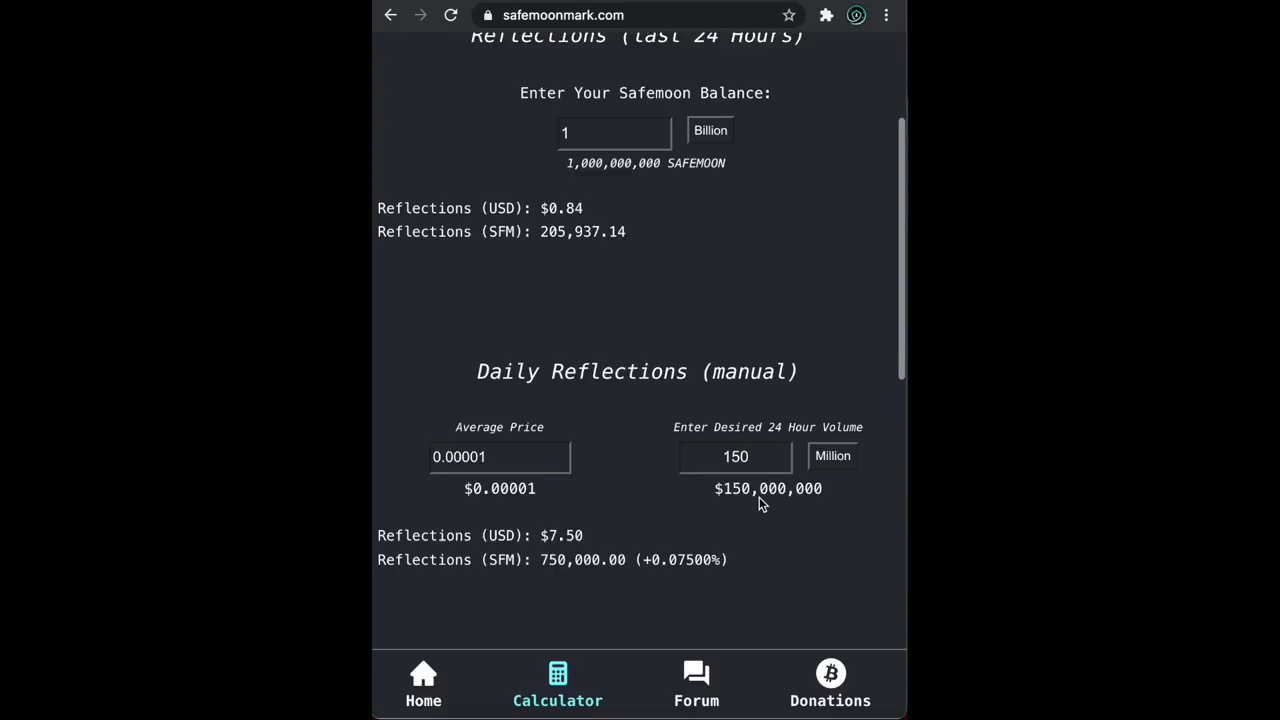 safemoonmark.com
Reflections (last 24 Hours)
Enter Your Safemoon Balance:
1 Billion
1,000,000,000 SAFEMOON
Reflections (USD): $0.84
Reflections (SFM): 205,937.14
Daily Reflections (manual)
Average Price Enter Desired 24 Hour Volume
0.00001 150 Million
$0.00001 $150,000,000
Reflections (USD): $7.50
Reflections (SFM): 750,000.00 (+0.07500%)
Home Calculator Forum Donations